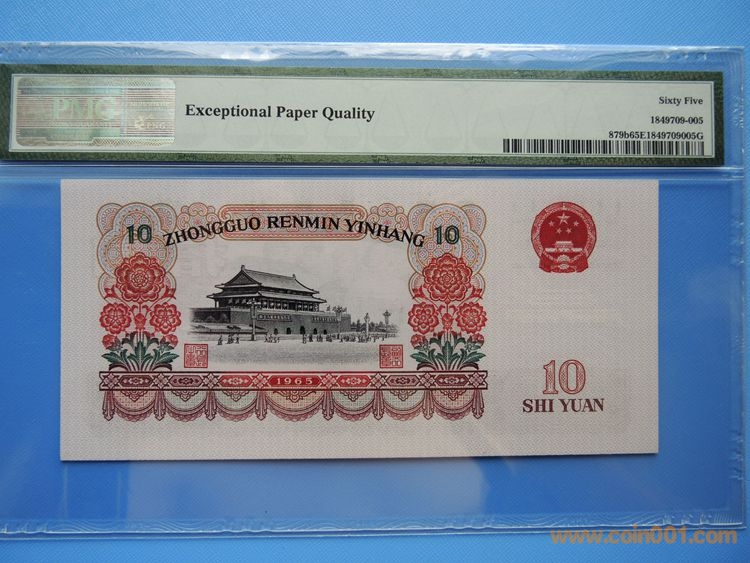 PMG
Exceptional Paper Quality
Sixty Five
1849709-005
879b65E1849709005G
10 ZHONGGUO RENMIN YINHANG 10
1965
10
SHI YUAN
www.coin001.com